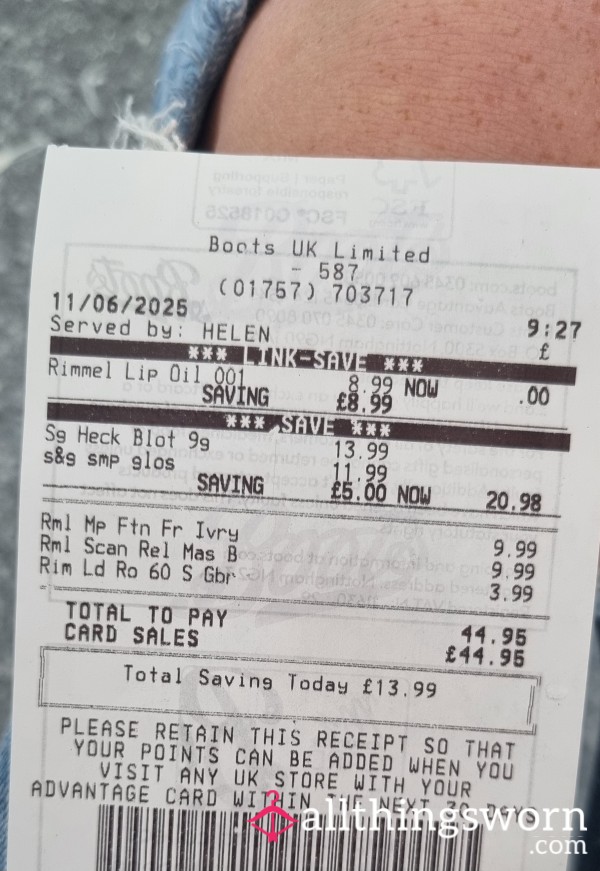 Boots UK Limited
- 587
(01757) 703717
11/06/2025 9:27
Served by: HELEN £
*** LINK-SAVE ***
Rimmel Lip Oil 001 8.99 NOW .00
SAVING £8.99
*** SAVE ***
Sg Heck Blot 9g 13.99
s&g smp glos 11.99
SAVING £5.00 NOW 20.98
Rml Mp Ftn Fr Ivry 9.99
Rml Scan Rel Mas B 9.99
Rim Ld Ro 60 S Gbr 3.99
TOTAL TO PAY 44.95
CARD SALES £44.95
Total Saving Today £13.99
PLEASE RETAIN THIS RECEIPT SO THAT
YOUR POINTS CAN BE ADDED WHEN YOU
VISIT ANY UK STORE WITH YOUR
ADVANTAGE CARD WITHIN THE NEXT 30 DAYS
allthingsworn
.com